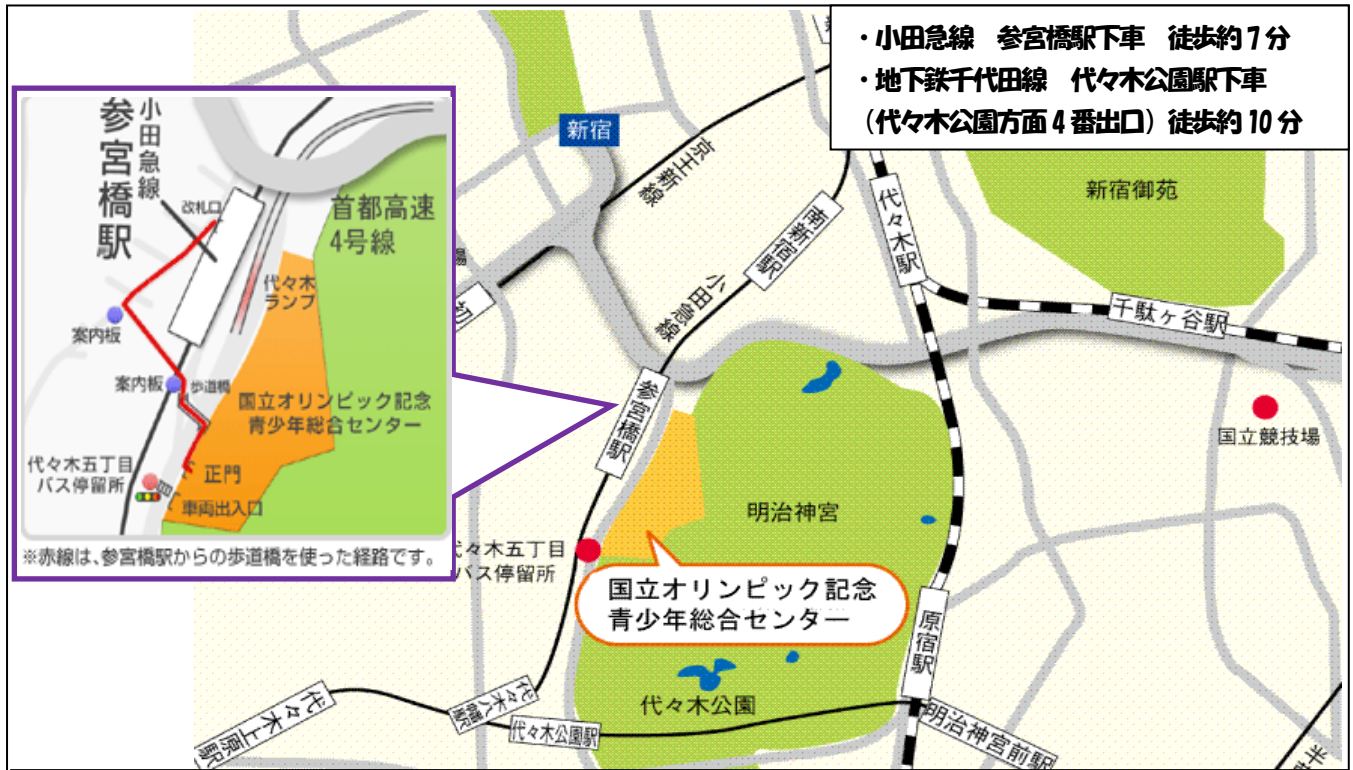 ・小田急線 参宮橋駅下車 徒歩約7分
・地下鉄千代田線 代々木公園駅下車
(代々木公園方面4番出口) 徒歩約10分
小田急線
参宮橋駅
改札口
首都高速
4号線
代々木
ランプ
案内板
案内板
歩道橋
国立オリンピック記念
青少年総合センター
代々木五丁目
バス停留所
正門
車両出入口
※赤線は、参宮橋駅からの歩道橋を使った経路です。
新宿
京王新線
南新宿駅
代々木駅
新宿御苑
小田急線
千駄ヶ谷駅
初
参宮橋駅
国立競技場
明治神宮
代々木五丁目
バス停留所
国立オリンピック記念
青少年総合センター
原宿駅
代々木公園
代々木上原駅
代々木八幡駅
代々木公園駅
明治神宮前駅
半